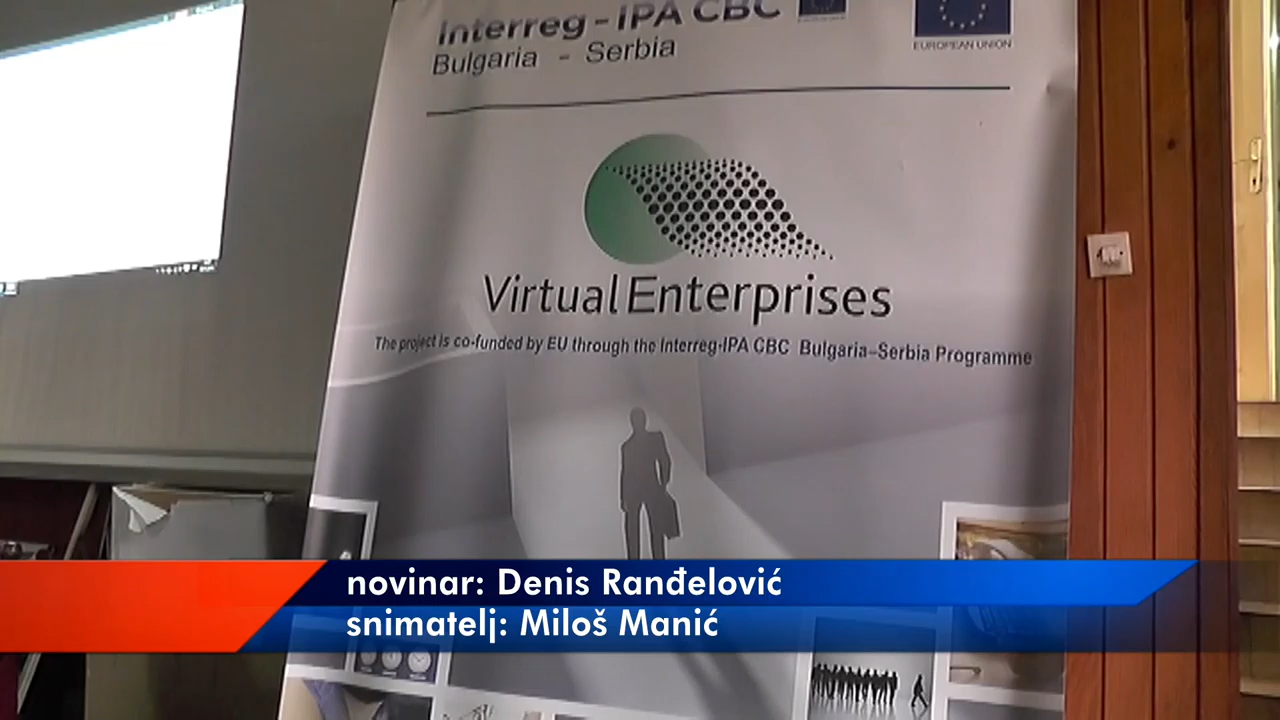 Interreg - IPA CBC
Bulgaria - Serbia
EUROPEAN UNION
VirtualEnterprises
The project is co-funded by EU through the Interreg-IPA CBC Bulgaria–Serbia Programme
novinar: Denis Ranđelović
snimatelj: Miloš Manić